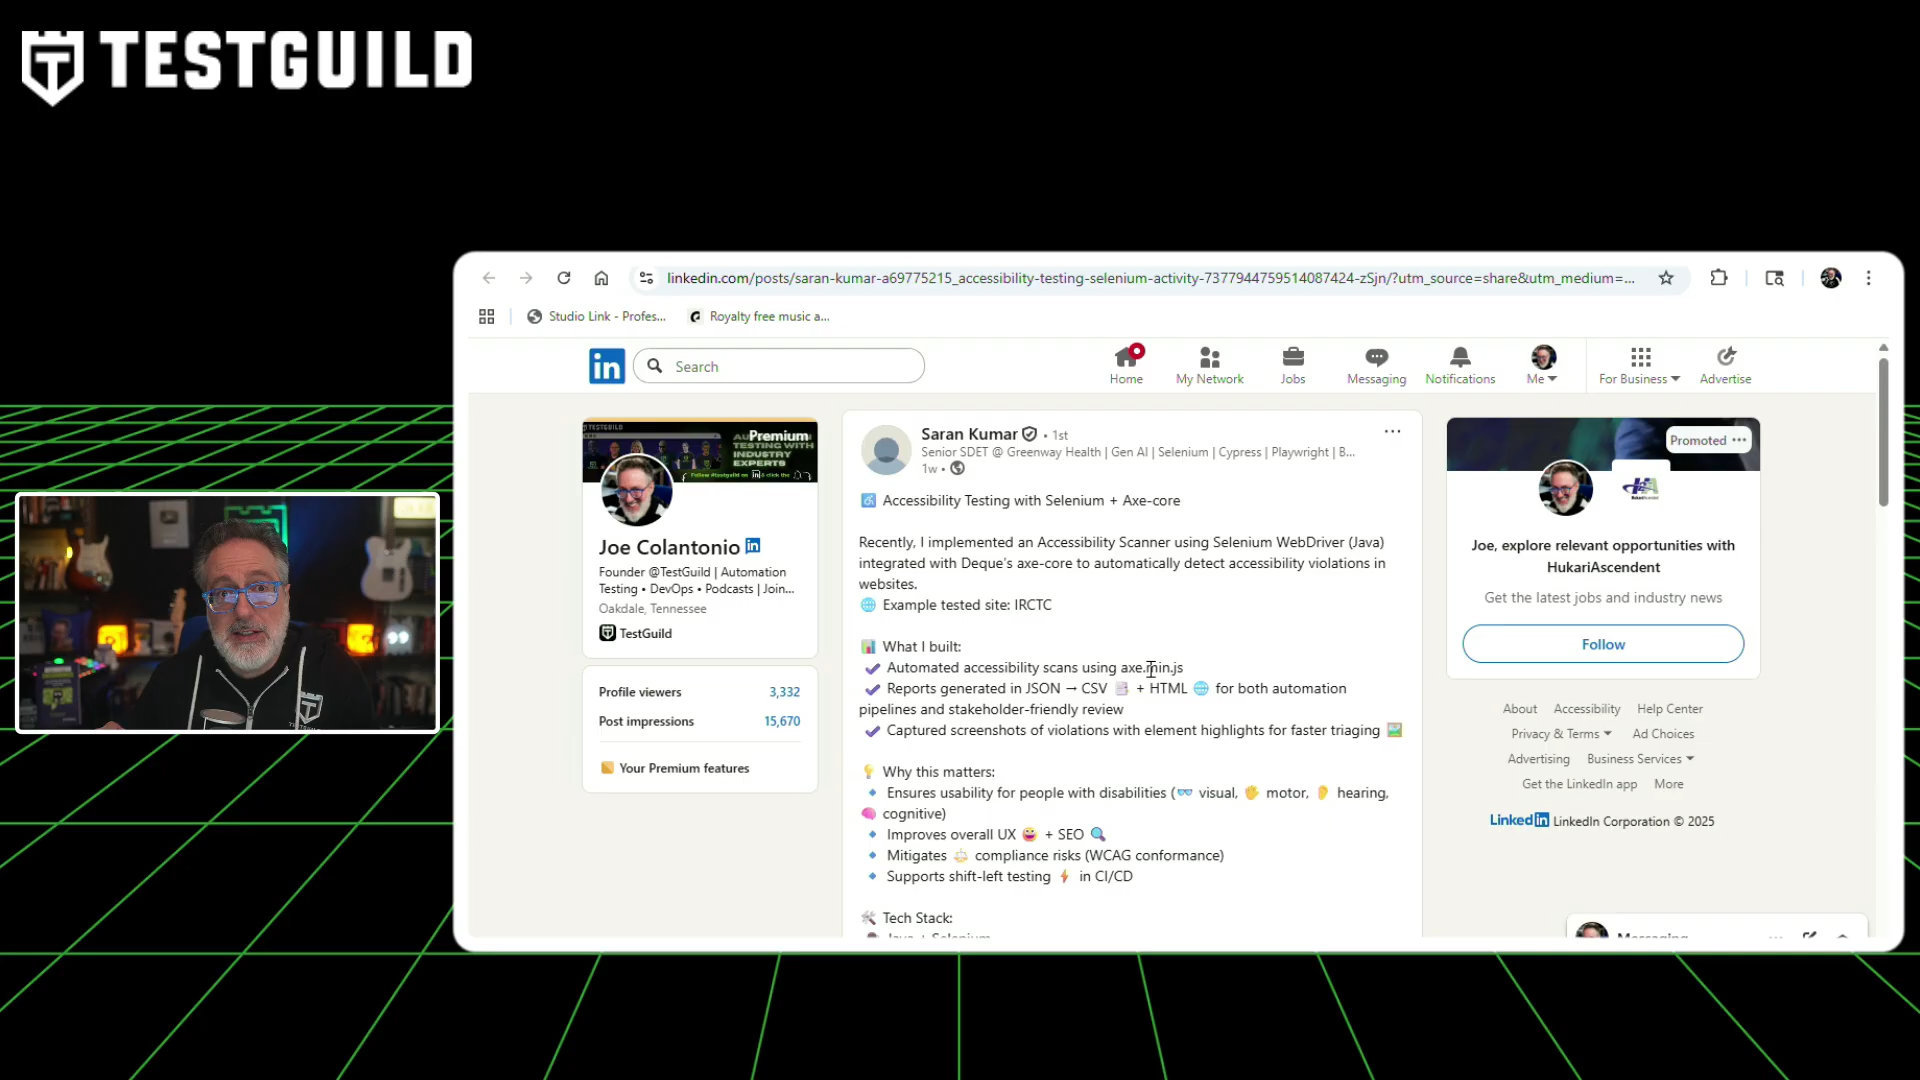 TESTGUILD
linkedin.com/posts/saran-kumar-a69775215_accessibility-testing-selenium-activity-7377944759514087424-zSjn/?utm_source=share&utm_medium=...
Studio Link - Profes...
Royalty free music a...
Search
Home
My Network
Jobs
Messaging
Notifications
Me
For Business
Advertise
TESTGUILD
Premium
TESTING WITH
INDUSTRY
EXPERTS
Joe Colantonio
Founder @TestGuild | Automation
Testing • DevOps • Podcasts | Join...
Oakdale, Tennessee
TestGuild
Profile viewers 3,332
Post impressions 15,670
Your Premium features
Saran Kumar • 1st
Senior SDET @ Greenway Health | Gen AI | Selenium | Cypress | Playwright | B...
1w •
♿ Accessibility Testing with Selenium + Axe-core
Recently, I implemented an Accessibility Scanner using Selenium WebDriver (Java)
integrated with Deque's axe-core to automatically detect accessibility violations in
websites.
🌐 Example tested site: IRCTC
📊 What I built:
✔ Automated accessibility scans using axe.min.js
✔ Reports generated in JSON → CSV 📑 + HTML 🌐 for both automation
pipelines and stakeholder-friendly review
✔ Captured screenshots of violations with element highlights for faster triaging 🖼️
💡 Why this matters:
🔹 Ensures usability for people with disabilities (👓 visual, 🖐 motor, 👂 hearing,
🧠 cognitive)
🔹 Improves overall UX 😀 + SEO 🔍
🔹 Mitigates ⚖️ compliance risks (WCAG conformance)
🔹 Supports shift-left testing ⚡ in CI/CD
🛠️ Tech Stack:
Java + Selenium
Promoted
Joe, explore relevant opportunities with
HukariAscendent
Get the latest jobs and industry news
Follow
About Accessibility Help Center
Privacy & Terms Ad Choices
Advertising Business Services
Get the LinkedIn app More
LinkedIn LinkedIn Corporation © 2025
Messaging